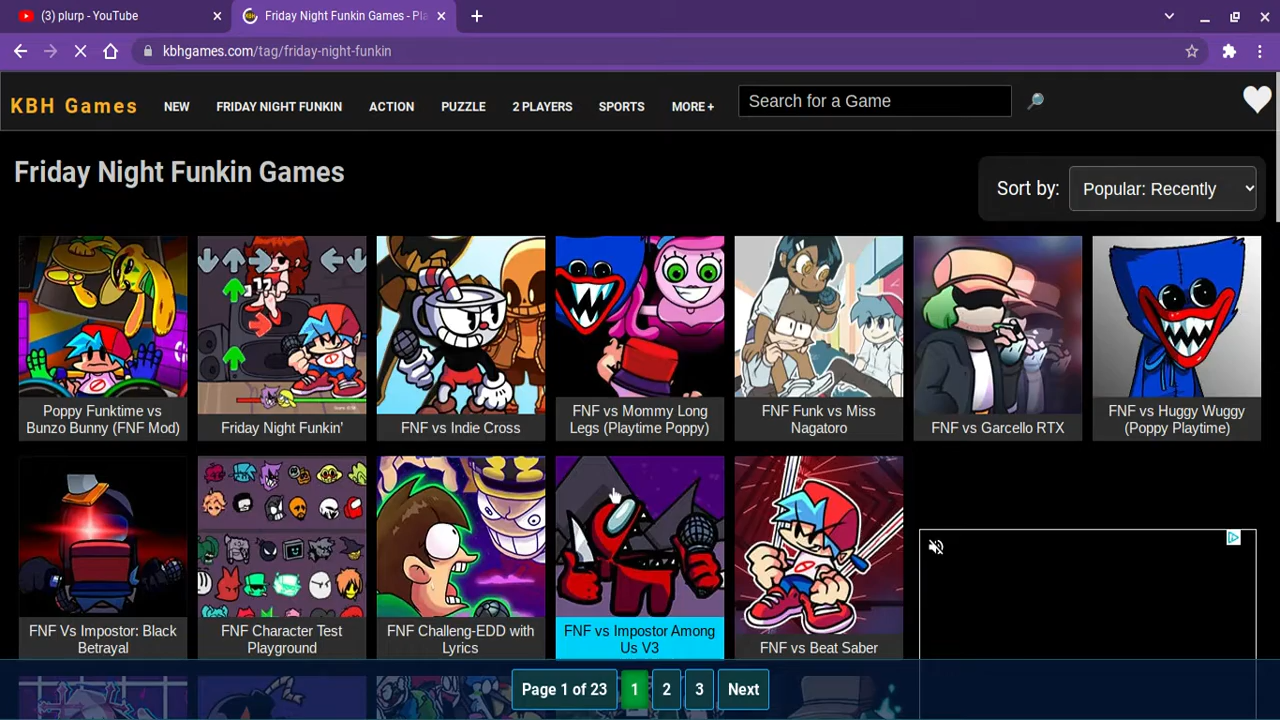 (3) plurp - YouTube
Friday Night Funkin Games - Pla
kbhgames.com/tag/friday-night-funkin
KBH Games
NEW
FRIDAY NIGHT FUNKIN
ACTION
PUZZLE
2 PLAYERS
SPORTS
MORE +
Search for a Game
Friday Night Funkin Games
Sort by:
Popular: Recently
Poppy Funktime vs
Bunzo Bunny (FNF Mod)
Friday Night Funkin'
FNF vs Indie Cross
FNF vs Mommy Long
Legs (Playtime Poppy)
FNF Funk vs Miss
Nagatoro
FNF vs Garcello RTX
FNF vs Huggy Wuggy
(Poppy Playtime)
FNF Vs Impostor: Black
Betrayal
FNF Character Test
Playground
FNF Challeng-EDD with
Lyrics
FNF vs Impostor Among
Us V3
FNF vs Beat Saber
Page 1 of 23
1
2
3
Next